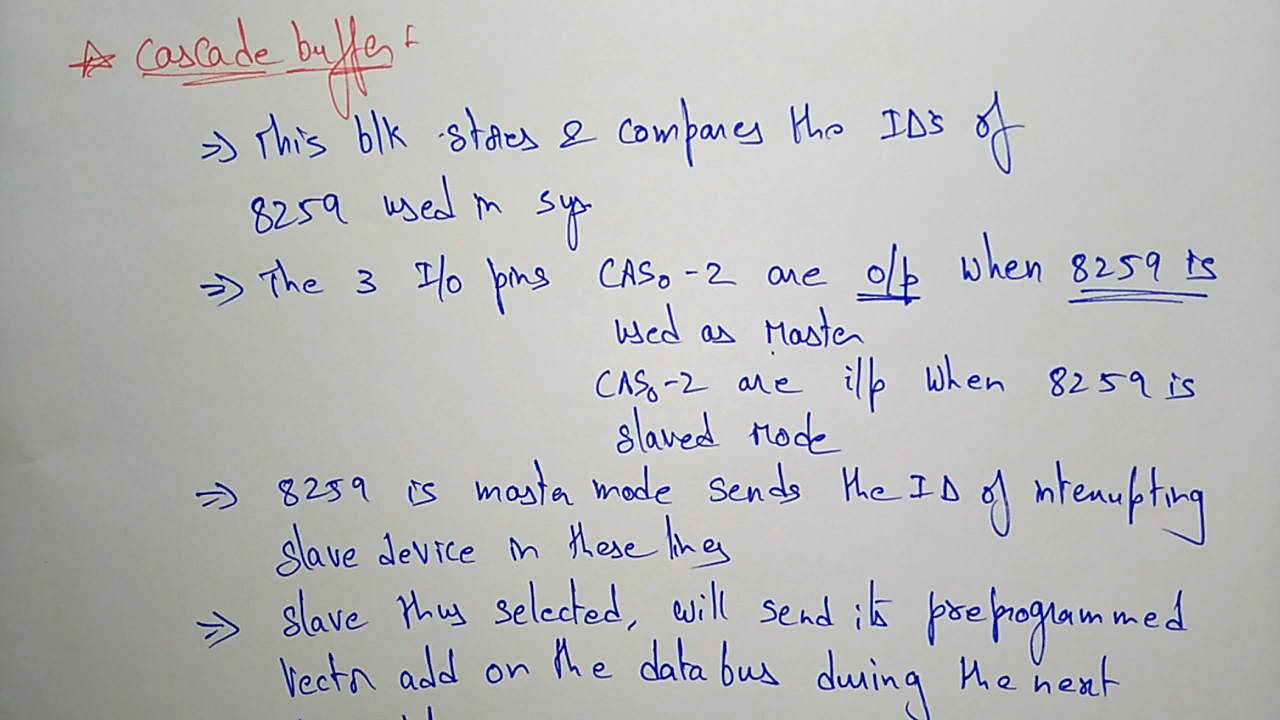 ☆ Cascade buffer :
⇒ This blk stores & compares the IDs of
8259 used in sys
⇒ The 3 I/O pins CAS0-2 are o/p when 8259 is
used as Master
CAS0-2 are i/p when 8259 is
slaved Mode
⇒ 8259 is master mode sends the ID of interrupting
slave device in these lines
⇒ slave thus selected, will send its preprogrammed
vector add on the data bus during the next